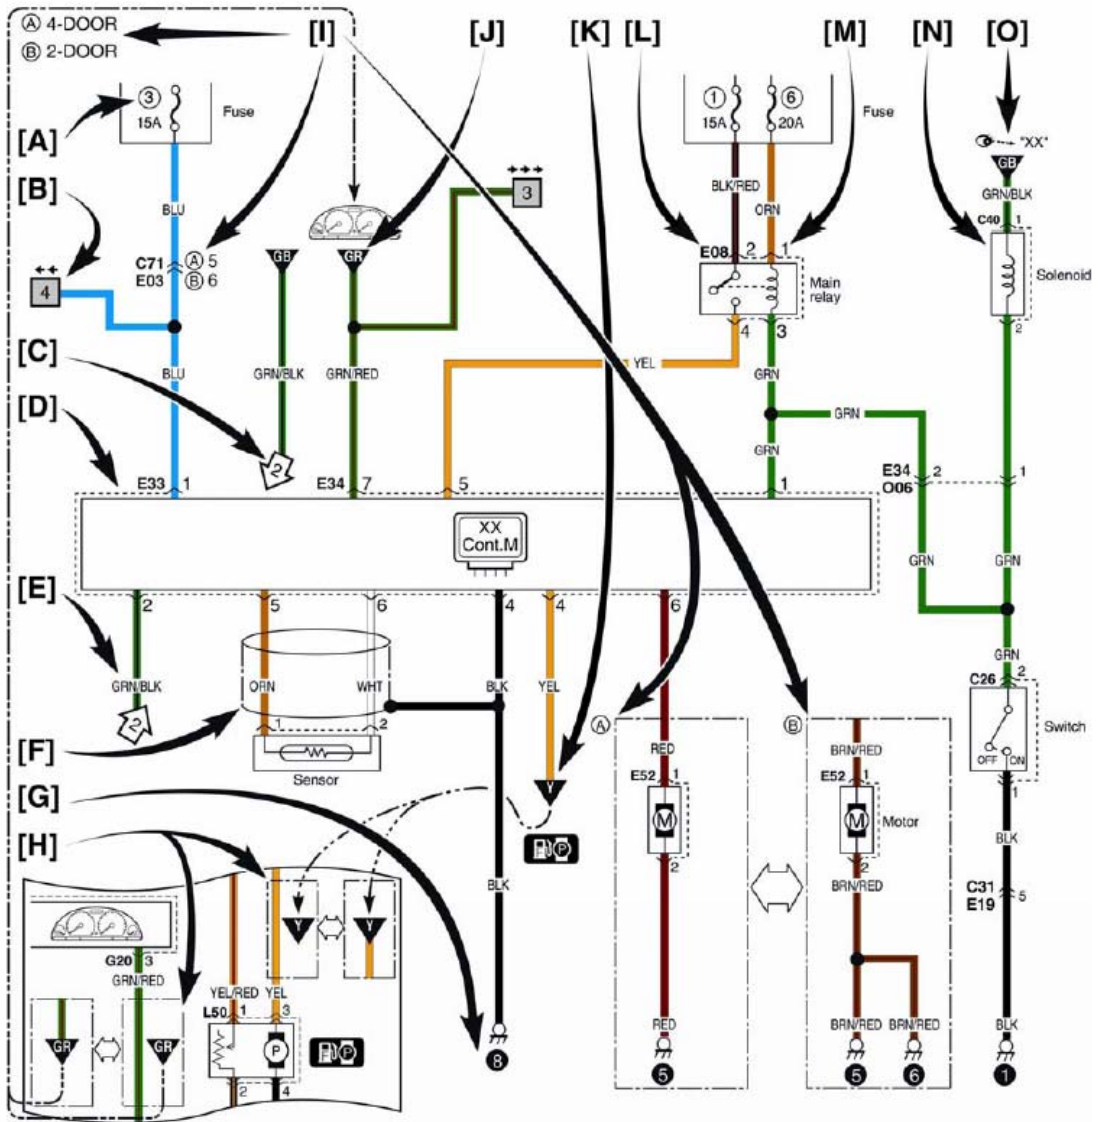 Ⓐ 4-DOOR [I] [J] [K] [L] [M] [N] [O]
Ⓑ 2-DOOR
③ Fuse ① ⑥ Fuse
15A 15A 20A "XX"
[A]
GB
[B] BLK/RED GRN/BLK
3
BLU ORN
C40 1
C71 Ⓐ 5 GB GR E08 2 1
E03 Ⓑ 6
4 Main relay Solenoid
4 3 2
[C]
YEL
BLU GRN/BLK GRN/RED GRN
[D] GRN
GRN
2 E34 2 1
O06
E33 1 E34 7 5 1
XX
Cont.M
GRN GRN
[E] 2 5 6 4 4 6
GRN 2
C26
GRN/BLK ORN WHT BLK YEL
2 1 2 Ⓐ Ⓑ Switch
[F] RED BRN/RED OFF ON
Sensor E52 1 E52 1
[G] Y 1
M M Motor
[H] P BLK
2 2
BLK BRN/RED C31 5
E19
Y Y
G20 3
GRN/RED YEL/RED YEL
L50 1 3 RED BRN/RED BRN/RED BLK
GR GR P P 8 5 5 6 1
2 4